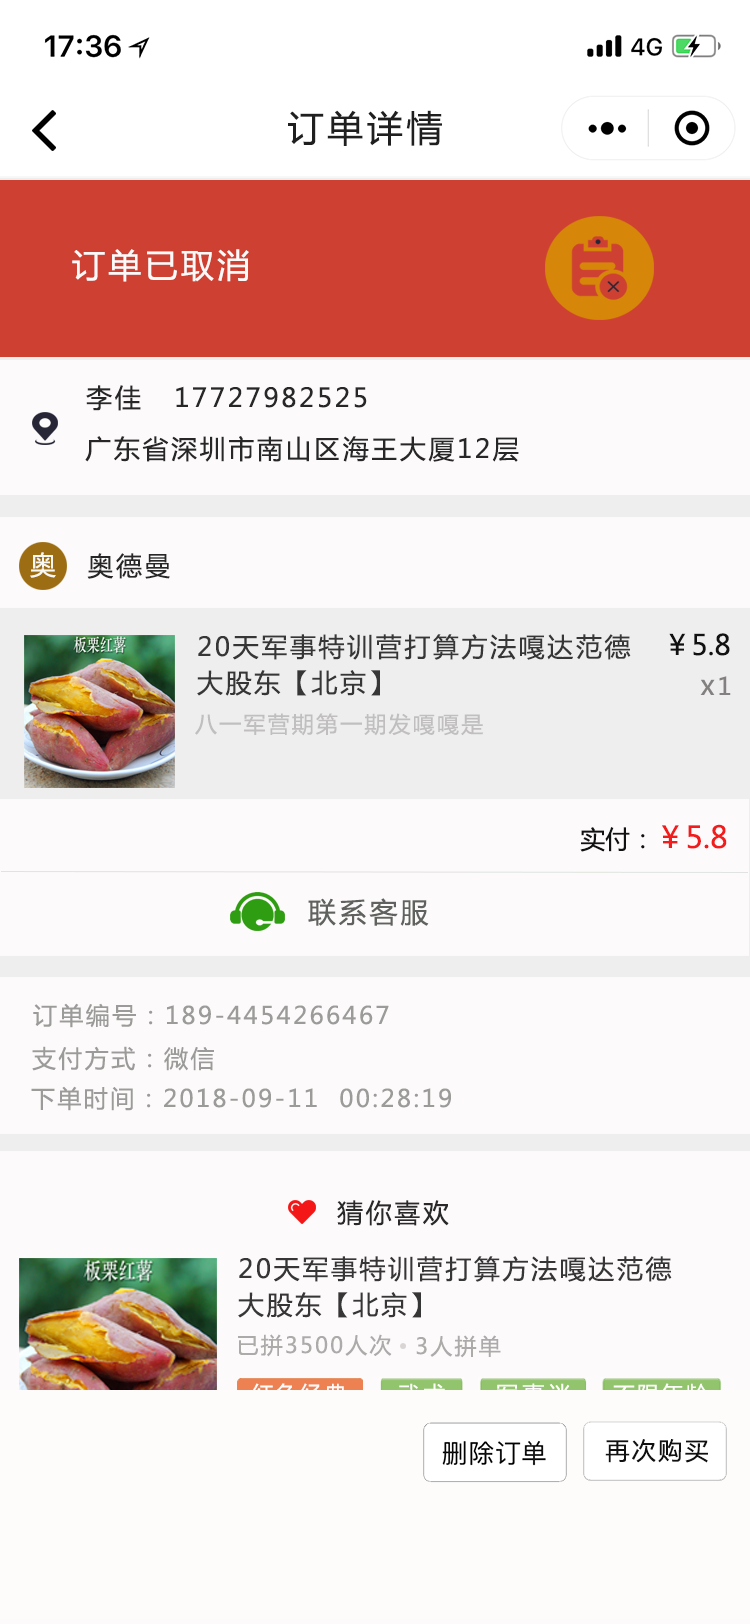 17:36
4G
订单详情
订单已取消
李佳 17727982525
广东省深圳市南山区海王大厦12层
奥 奥德曼
板栗红薯
20天军事特训营打算方法嘎达范德 ¥5.8
大股东【北京】 x1
八一军营期第一期发嘎嘎是
实付：¥5.8
联系客服
订单编号：189-4454266467
支付方式：微信
下单时间：2018-09-11 00:28:19
猜你喜欢
板栗红薯
20天军事特训营打算方法嘎达范德
大股东【北京】
已拼3500人次•3人拼单
删除订单 再次购买